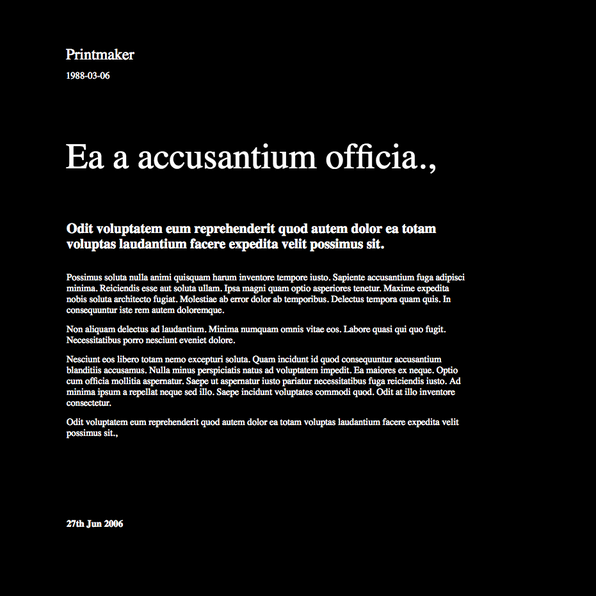 Printmaker
1988-03-06
Ea a accusantium officia.,
Odit voluptatem eum reprehenderit quod autem dolor ea totam
voluptas laudantium facere expedita velit possimus sit.
Possimus soluta nulla animi quisquam harum inventore tempore iusto. Sapiente accusantium fuga adipisci
minima. Reiciendis esse aut soluta ullam. Ipsa magni quam optio asperiores tenetur. Maxime expedita
nobis soluta architecto fugiat. Molestiae ab error dolor ab temporibus. Delectus tempora quam quis. In
consequuntur iste rem autem doloremque.
Non aliquam delectus ad laudantium. Minima numquam omnis vitae eos. Labore quasi qui quo fugit.
Necessitatibus porro nesciunt eveniet dolore.
Nesciunt eos libero totam nemo excepturi soluta. Quam incidunt id quod consequuntur accusantium
blanditiis accusamus. Nulla minus perspiciatis natus ad voluptatem impedit. Ea maiores ex neque. Optio
cum officia mollitia aspernatur. Saepe ut aspernatur iusto pariatur necessitatibus fuga reiciendis iusto. Ad
minima ipsum a repellat neque sed illo. Saepe incidunt voluptates commodi quod. Odit at illo inventore
consectetur.
Odit voluptatem eum reprehenderit quod autem dolor ea totam voluptas laudantium facere expedita velit
possimus sit.,
27th Jun 2006